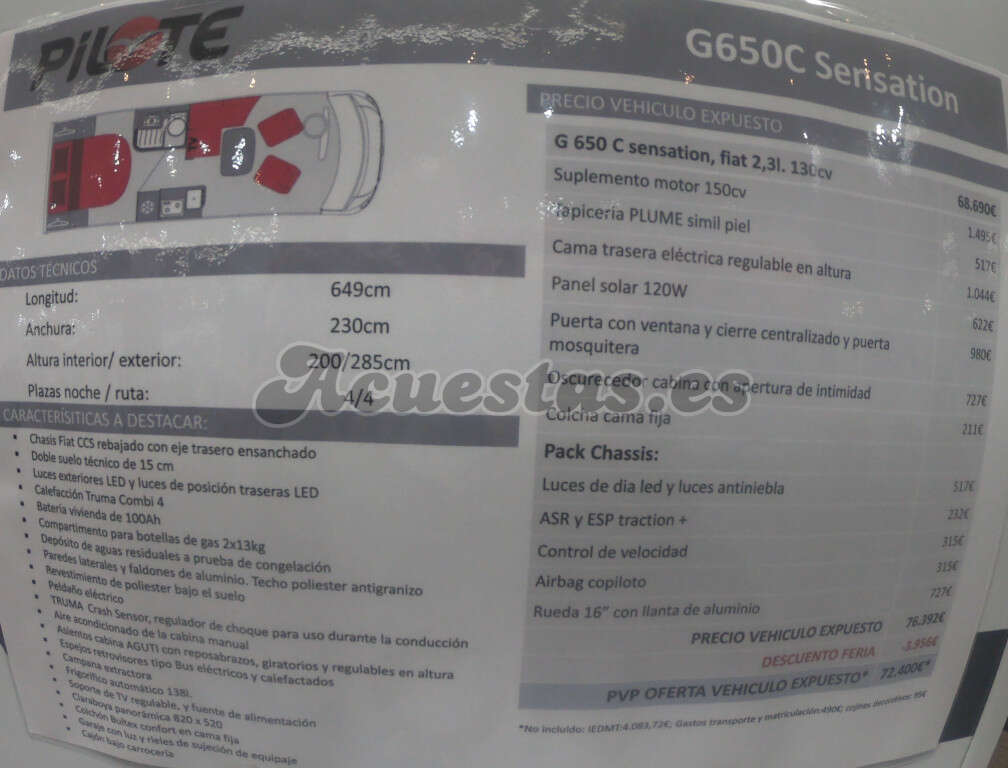 PiLOTE
G650C Sensation
DATOS TÉCNICOS
Longitud: 649cm
Anchura: 230cm
Altura interior/ exterior: 200/285cm
Plazas noche / ruta: 4/4
CARACTERÍSITICAS A DESTACAR:
• Chasis Fiat CCS rebajado con eje trasero ensanchado
• Doble suelo técnico de 15 cm
• Luces exteriores LED y luces de posición traseras LED
• Calefacción Truma Combi 4
• Bateria vivienda de 100Ah
• Compartimento para botellas de gas 2x13kg
• Depósito de aguas residuales a prueba de congelación
• Paredes laterales y faldones de aluminio. Techo poliester antigranizo
• Revestimiento de poliester bajo el suelo
• Peldaño eléctrico
• TRUMA Crash Sensor, regulador de choque para uso durante la conducción
• Aire acondicionado de la cabina manual
• Asientos cabina AGUTI con reposabrazos, giratorios y regulables en altura
• Espejos retrovisores tipo Bus eléctricos y calefactados
• Campana extractora
• Frigorífico automático 138l.
• Soporte de TV regulable, y fuente de alimentación
• Claraboya panorámica 820 x 520
• Colchón Bultex confort en cama fija
• Garaje con luz y rieles de sujeción de equipaje
• Cajón bajo carrocería
PRECIO VEHICULO EXPUESTO
G 650 C sensation, fiat 2,3l. 130cv 68.690€
Suplemento motor 150cv 1.495€
Tapiceria PLUME simil piel 517€
Cama trasera eléctrica regulable en altura 1.044€
Panel solar 120W 622€
Puerta con ventana y cierre centralizado y puerta 980€
mosquitera
Oscurecedor cabina con apertura de intimidad 727€
Colcha cama fija 211€
Pack Chassis:
Luces de dia led y luces antiniebla 517€
ASR y ESP traction + 232€
Control de velocidad 315€
Airbag copiloto 315€
Rueda 16" con llanta de aluminio 727€
PRECIO VEHICULO EXPUESTO 76.392€
DESCUENTO FERIA -3.956€
PVP OFERTA VEHICULO EXPUESTO* 72.400€*
*No incluido: IEDMT:4.083,72€; Gastos transporte y matriculación:490€; cojines decorativos: 95€
Acuestas.es